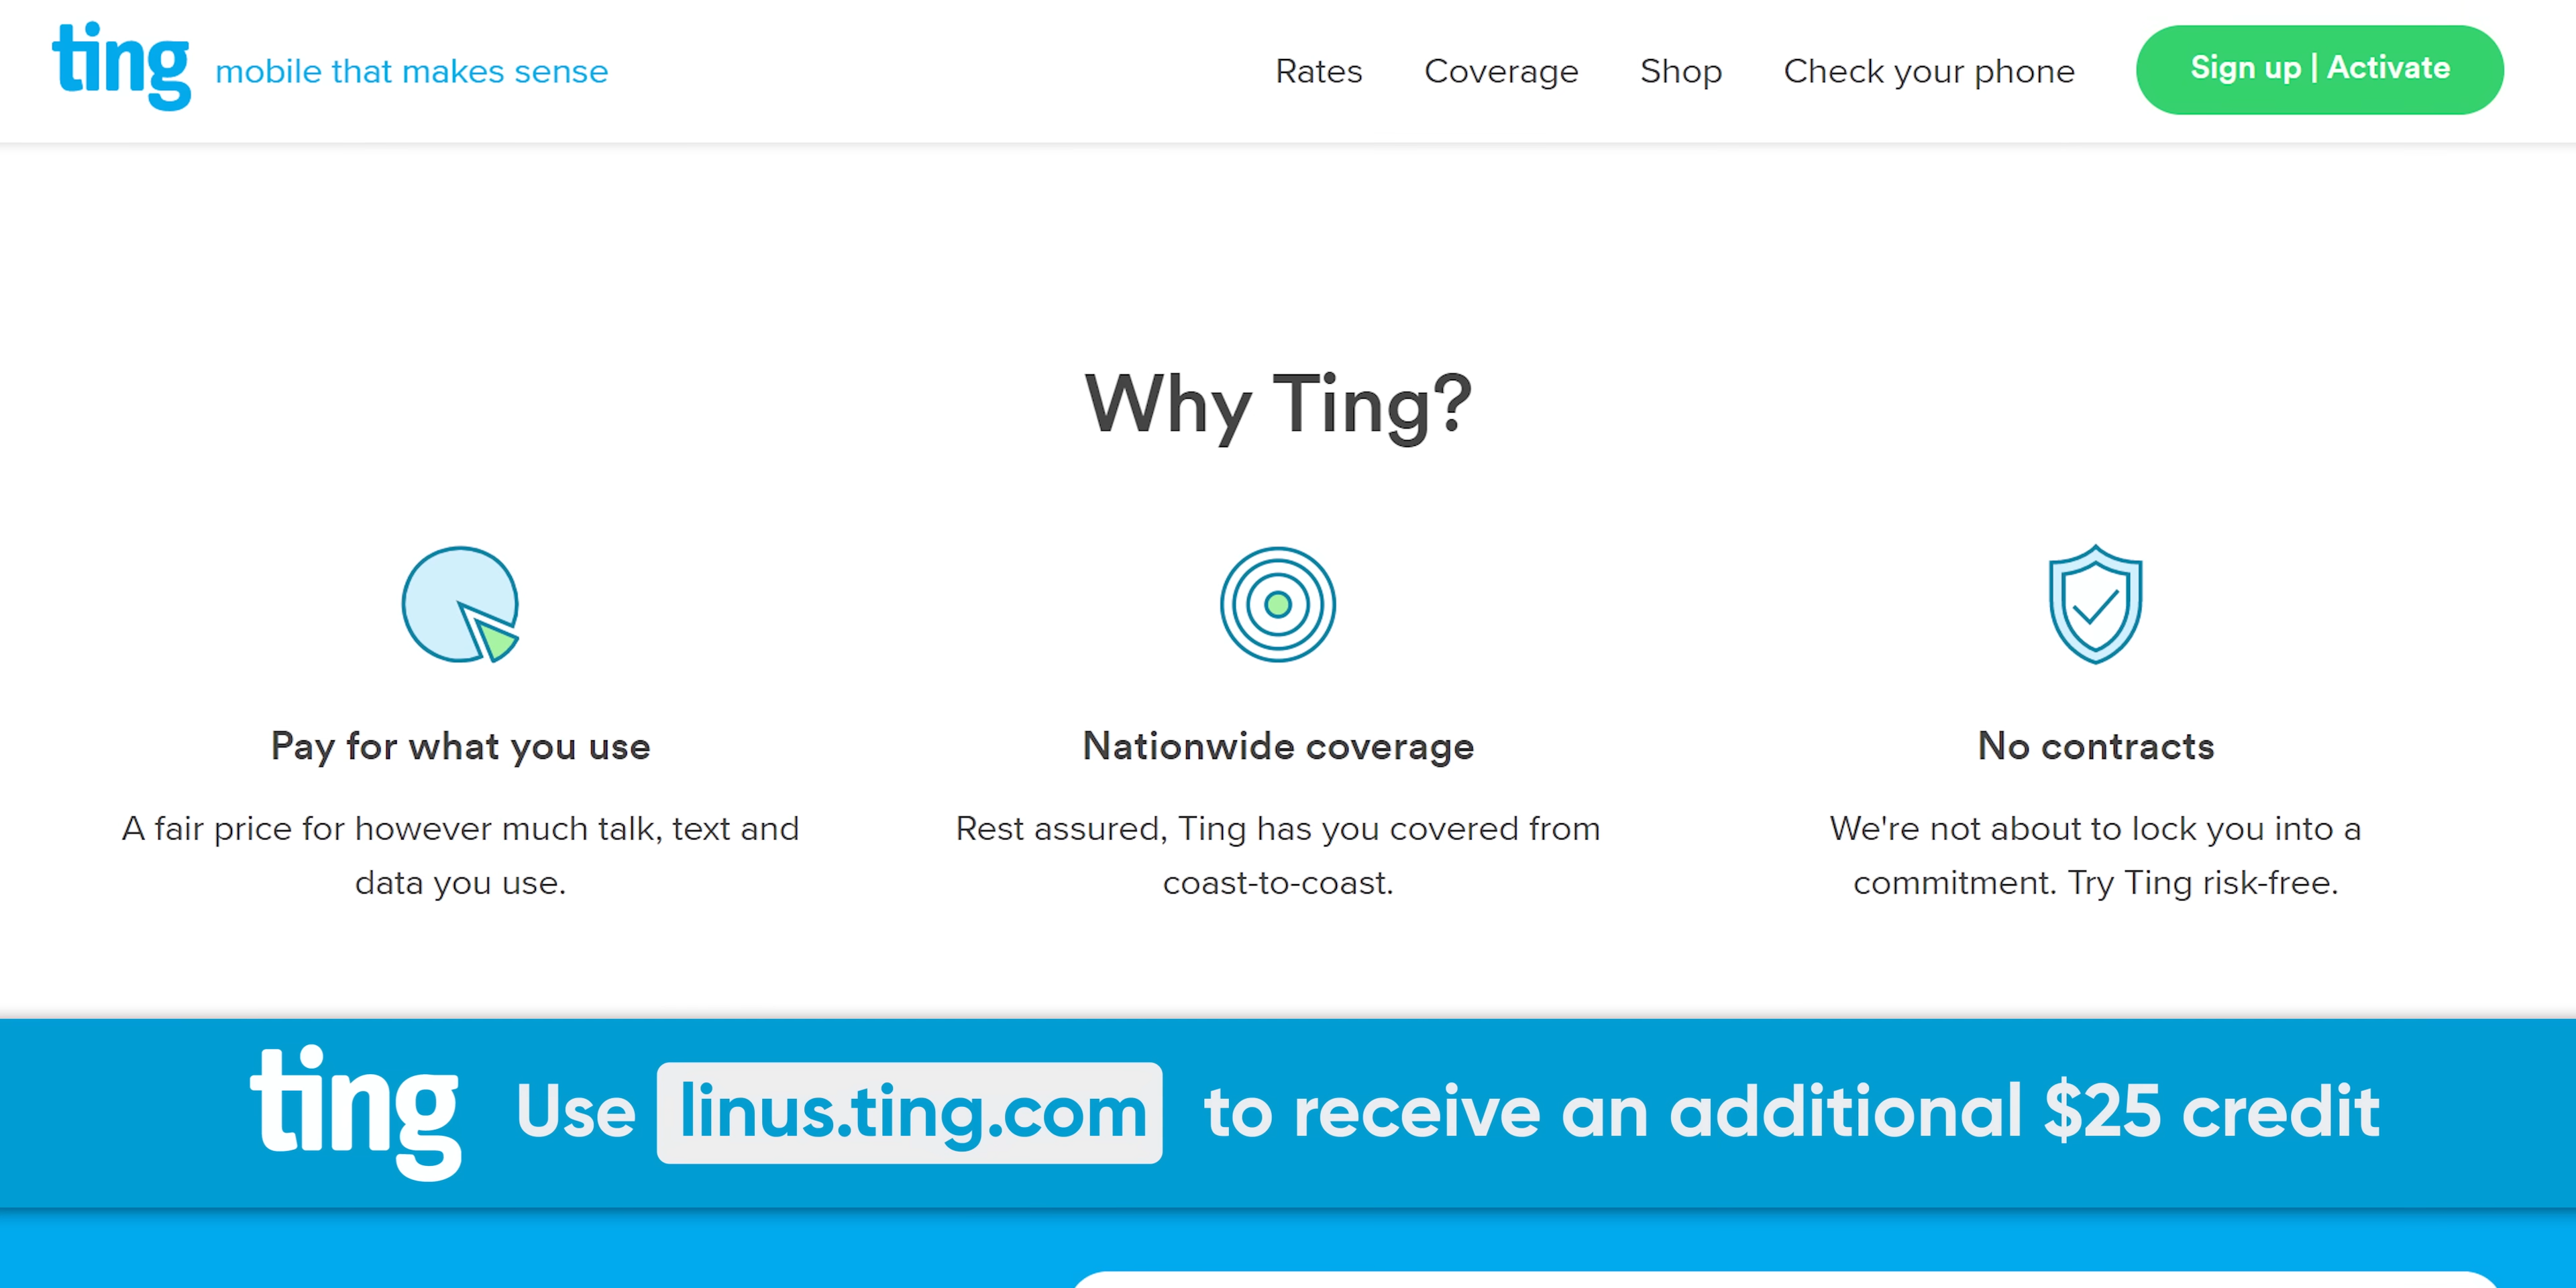 ting mobile that makes sense
Rates Coverage Shop Check your phone Sign up | Activate
Why Ting?
Pay for what you use
A fair price for however much talk, text and
data you use.
Nationwide coverage
Rest assured, Ting has you covered from
coast-to-coast.
No contracts
We're not about to lock you into a
commitment. Try Ting risk-free.
ting Use linus.ting.com to receive an additional $25 credit